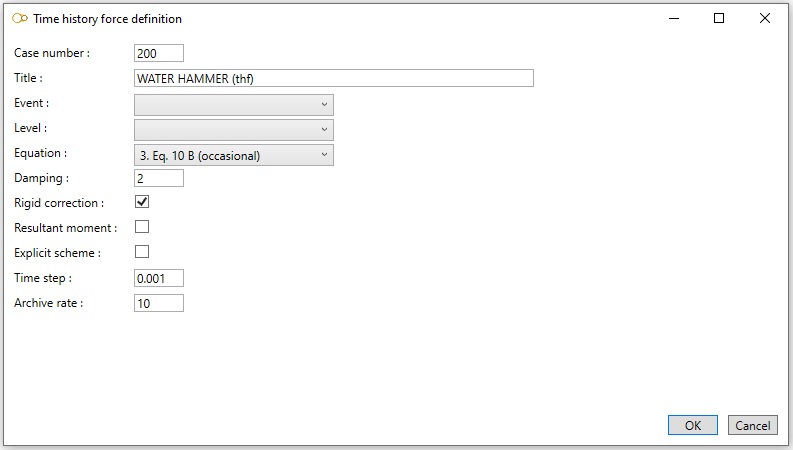 Time history force definition
Case number : 200
Title : WATER HAMMER (thf)
Event :
Level :
Equation : 3. Eq. 10 B (occasional)
Damping : 2
Rigid correction :
Resultant moment :
Explicit scheme :
Time step : 0.001
Archive rate : 10
OK Cancel